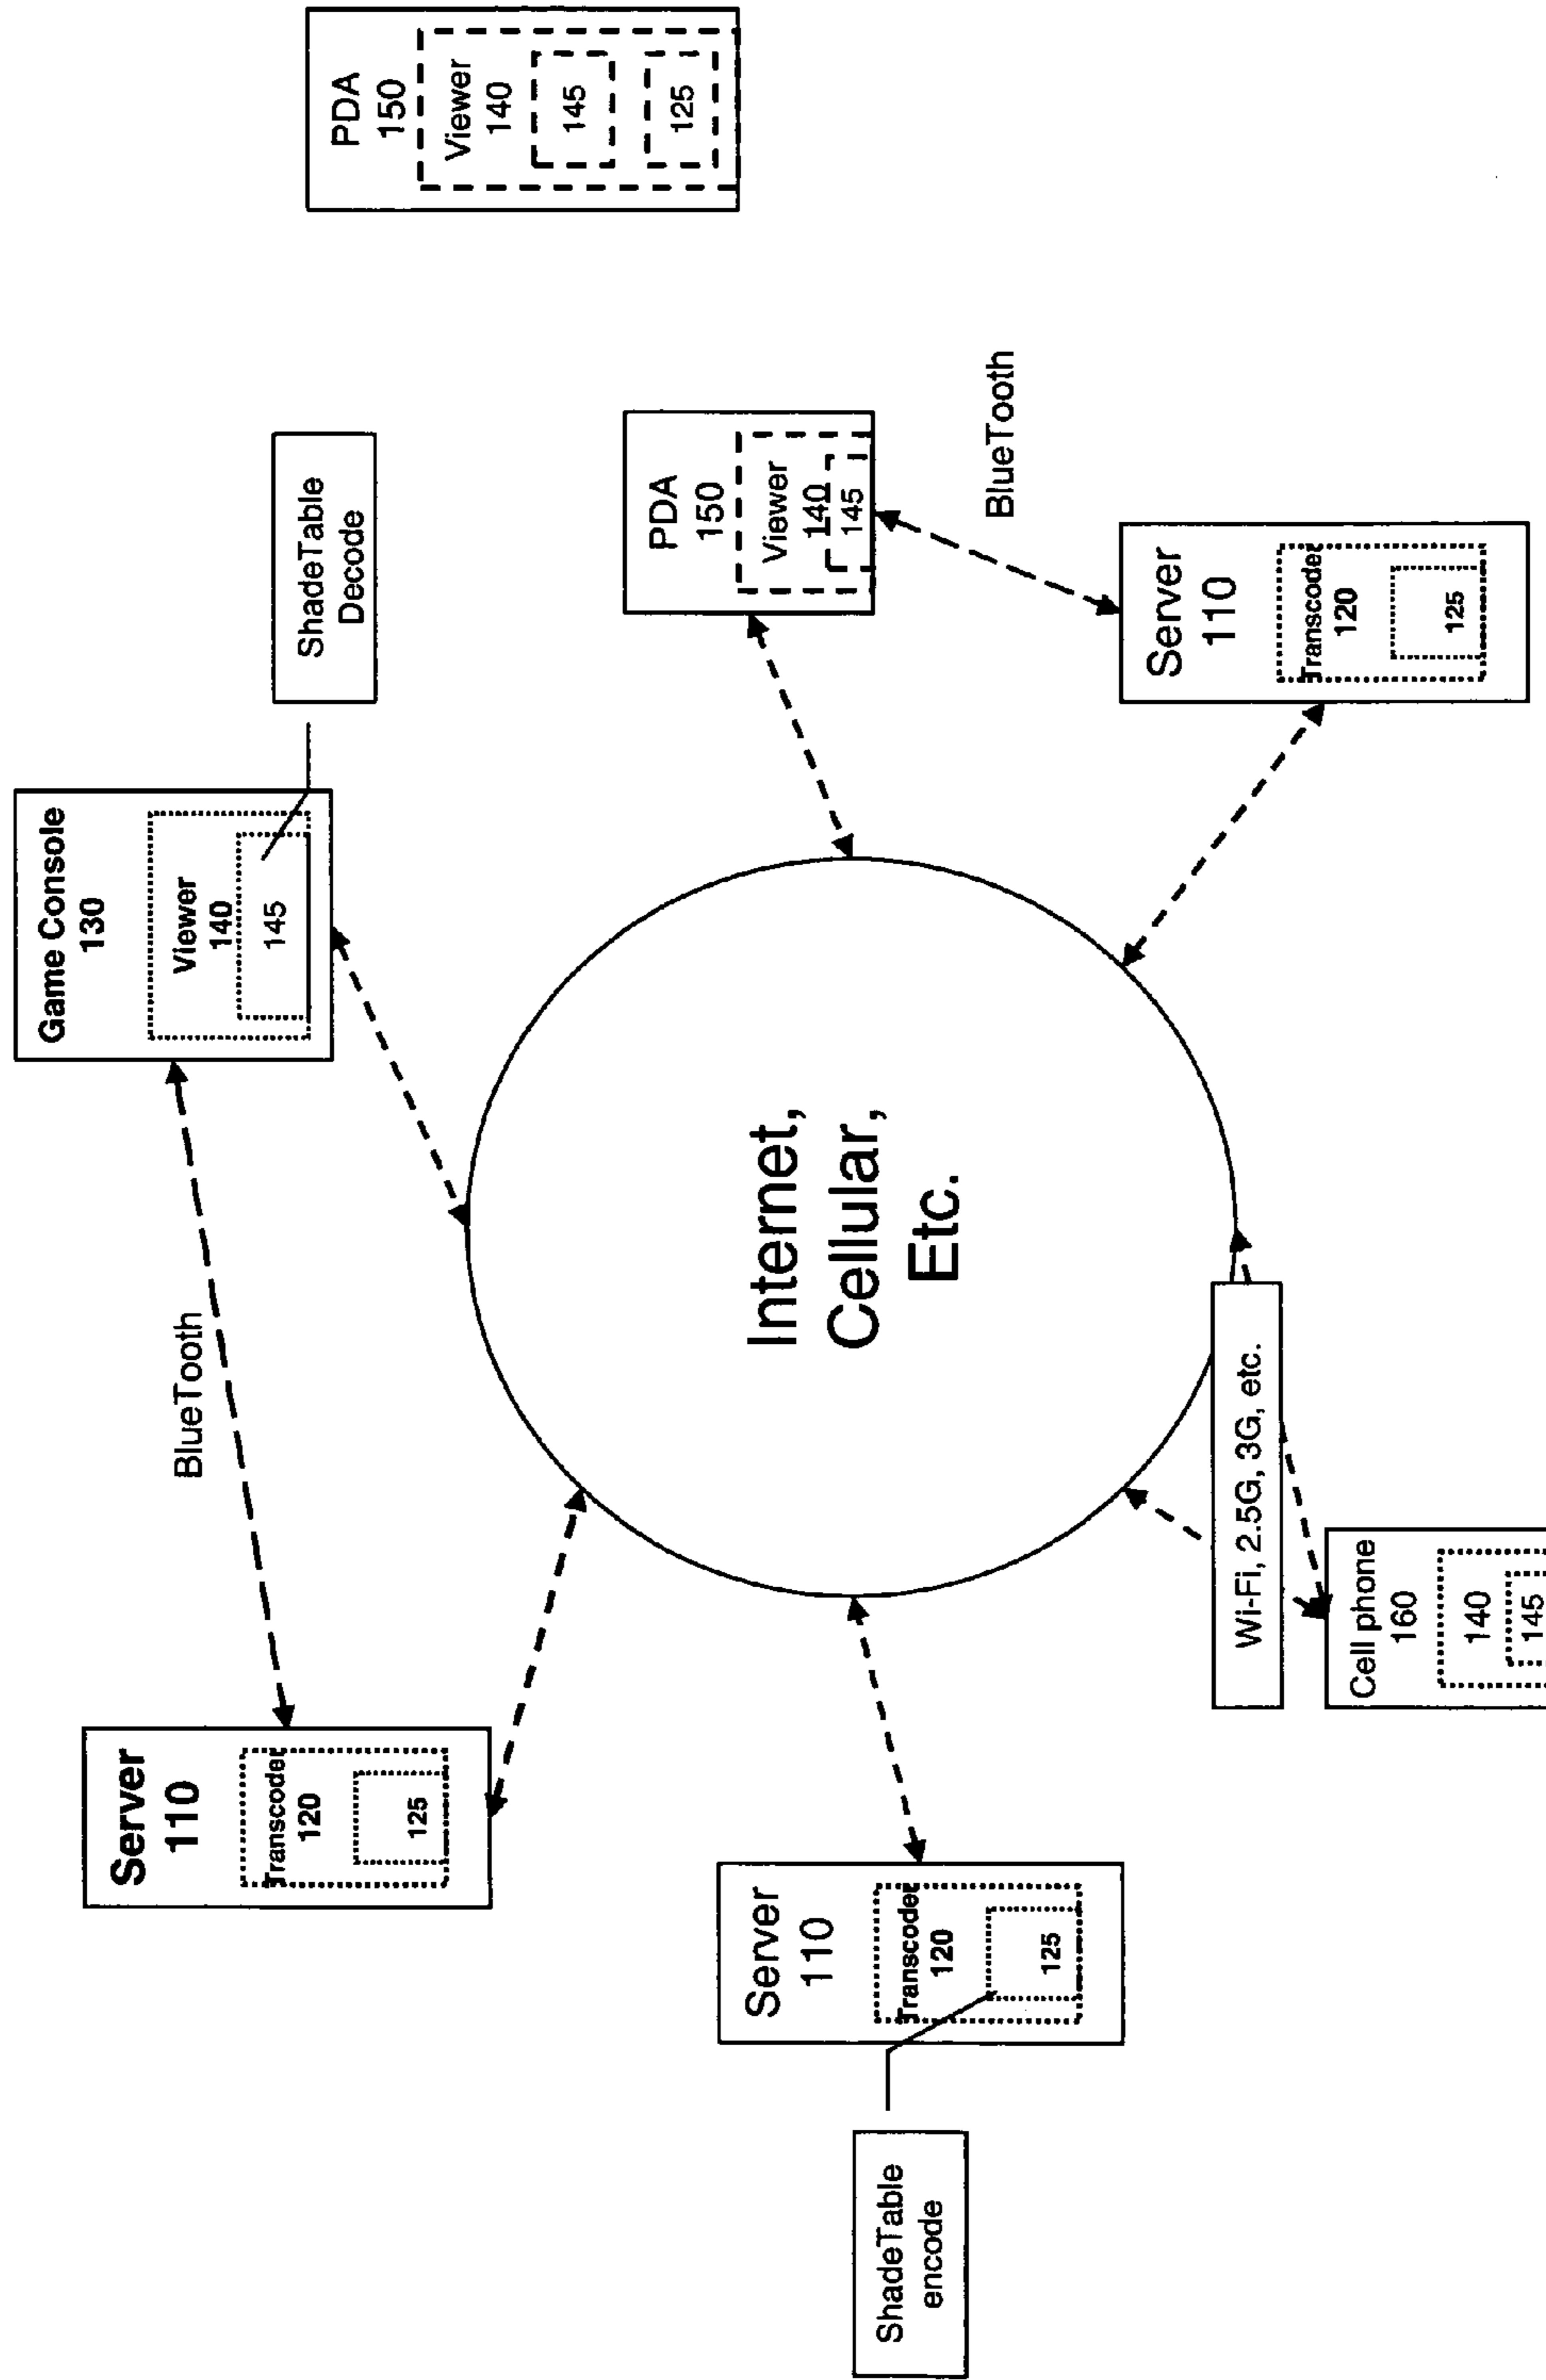 Server
110
Transcoder
120
125
BlueTooth
Game Console
130
Viewer
140
145
ShadeTable
Decode
PDA
150
Viewer
140
145
125
ShadeTable
encode
Server
110
Transcoder
120
125
Internet,
Cellular,
Etc.
PDA
150
Viewer
140
145
BlueTooth
Wi-Fi, 2.5G, 3G, etc.
Cell phone
160
140
145
Server
110
Transcoder
120
125